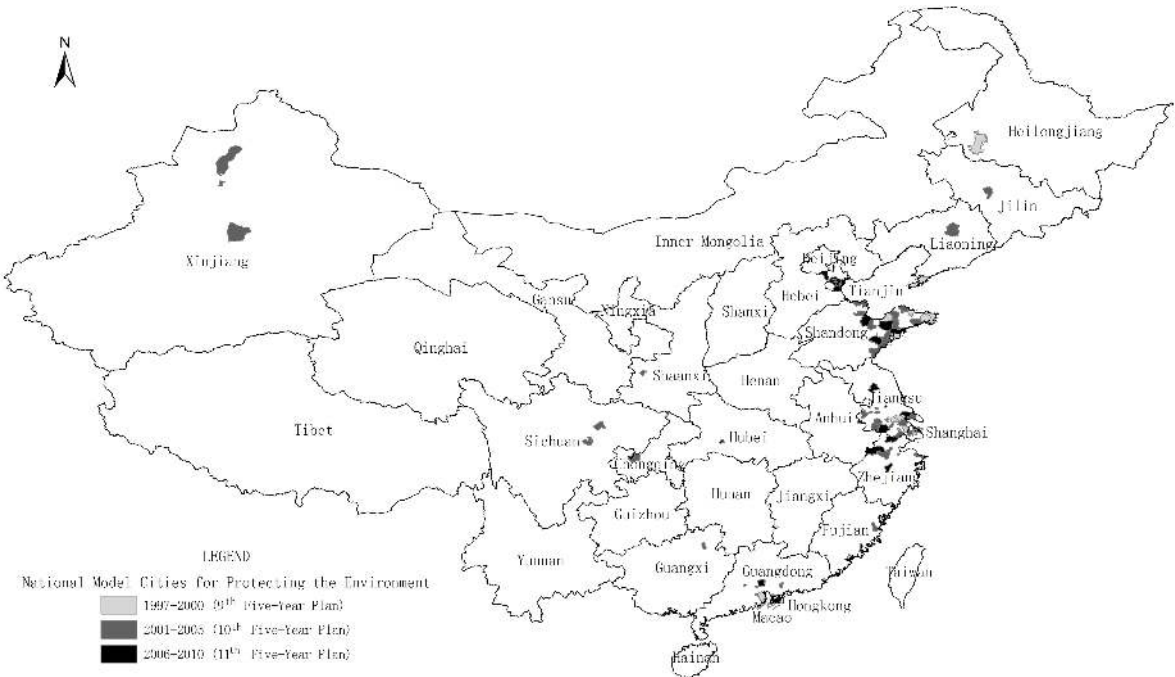 N
Heilongjiang
Jilin
Liaoning
Inner Mongolia
Beijing
Tianjin
Hebei
Xinjiang
Gansu
Ningxia
Shanxi
Shandong
Qinghai
Shaanxi
Henan
Jiangsu
Anhui
Shanghai
Tibet
Sichuan
Hubei
Chongqing
Zhejiang
Hunan
Jiangxi
Guizhou
Fujian
Yunnan
Guangxi
Guangdong
Taiwan
Hongkong
Macao
Hainan
LEGEND
National Model Cities for Protecting the Environment
1997-2000 (9th Five-Year Plan)
2001-2005 (10th Five-Year Plan)
2006-2010 (11th Five-Year Plan)